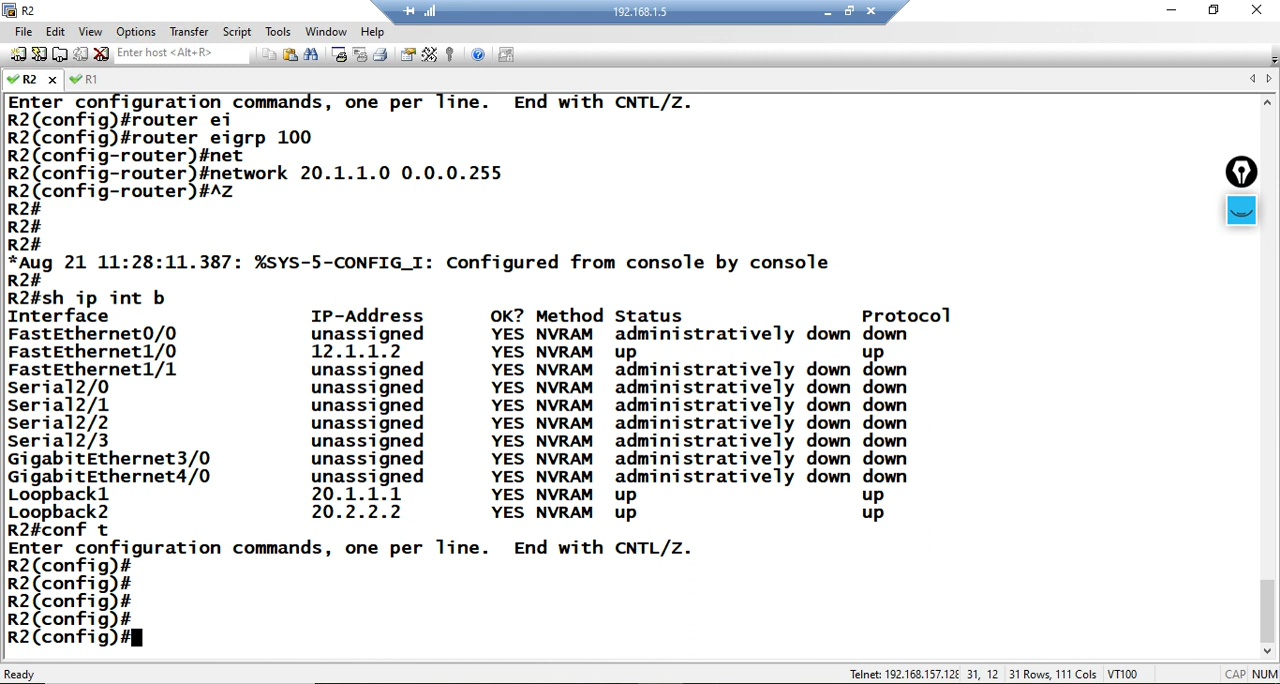 R2
192.168.1.5
File Edit View Options Transfer Script Tools Window Help
Enter host <Alt+R>
R2 R1
Enter configuration commands, one per line.  End with CNTL/Z.
R2(config)#router ei
R2(config)#router eigrp 100
R2(config-router)#net
R2(config-router)#network 20.1.1.0 0.0.0.255
R2(config-router)#^Z
R2#
R2#
R2#
*Aug 21 11:28:11.387: %SYS-5-CONFIG_I: Configured from console by console
R2#
R2#sh ip int b
Interface                  IP-Address      OK? Method Status                Protocol
FastEthernet0/0            unassigned      YES NVRAM  administratively down down
FastEthernet1/0            12.1.1.2        YES NVRAM  up                    up
FastEthernet1/1            unassigned      YES NVRAM  administratively down down
Serial2/0                  unassigned      YES NVRAM  administratively down down
Serial2/1                  unassigned      YES NVRAM  administratively down down
Serial2/2                  unassigned      YES NVRAM  administratively down down
Serial2/3                  unassigned      YES NVRAM  administratively down down
GigabitEthernet3/0         unassigned      YES NVRAM  administratively down down
GigabitEthernet4/0         unassigned      YES NVRAM  administratively down down
Loopback1                  20.1.1.1        YES NVRAM  up                    up
Loopback2                  20.2.2.2        YES NVRAM  up                    up
R2#conf t
Enter configuration commands, one per line.  End with CNTL/Z.
R2(config)#
R2(config)#
R2(config)#
R2(config)#
R2(config)#
Ready Telnet: 192.168.157.128 31, 12 31 Rows, 111 Cols VT100 CAP NUM